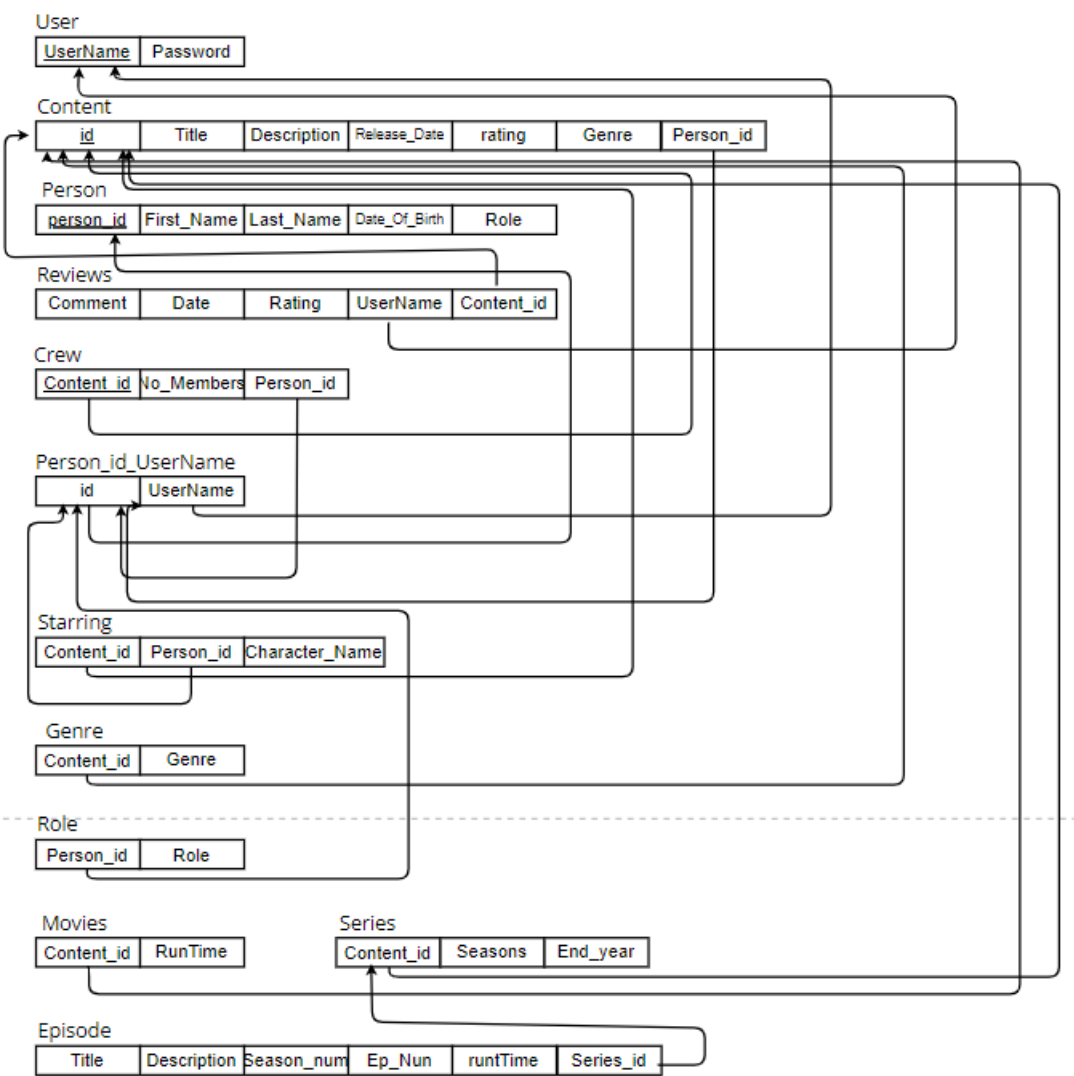 User
UserName Password
Content
id Title Description Release_Date rating Genre Person_id
Person
person_id First_Name Last_Name Date_Of_Birth Role
Reviews
Comment Date Rating UserName Content_id
Crew
Content_id No_Members Person_id
Person_id_UserName
id UserName
Starring
Content_id Person_id Character_Name
Genre
Content_id Genre
Role
Person_id Role
Movies Series
Content_id RunTime Content_id Seasons End_year
Episode
Title Description Season_num Ep_Nun runtTime Series_id